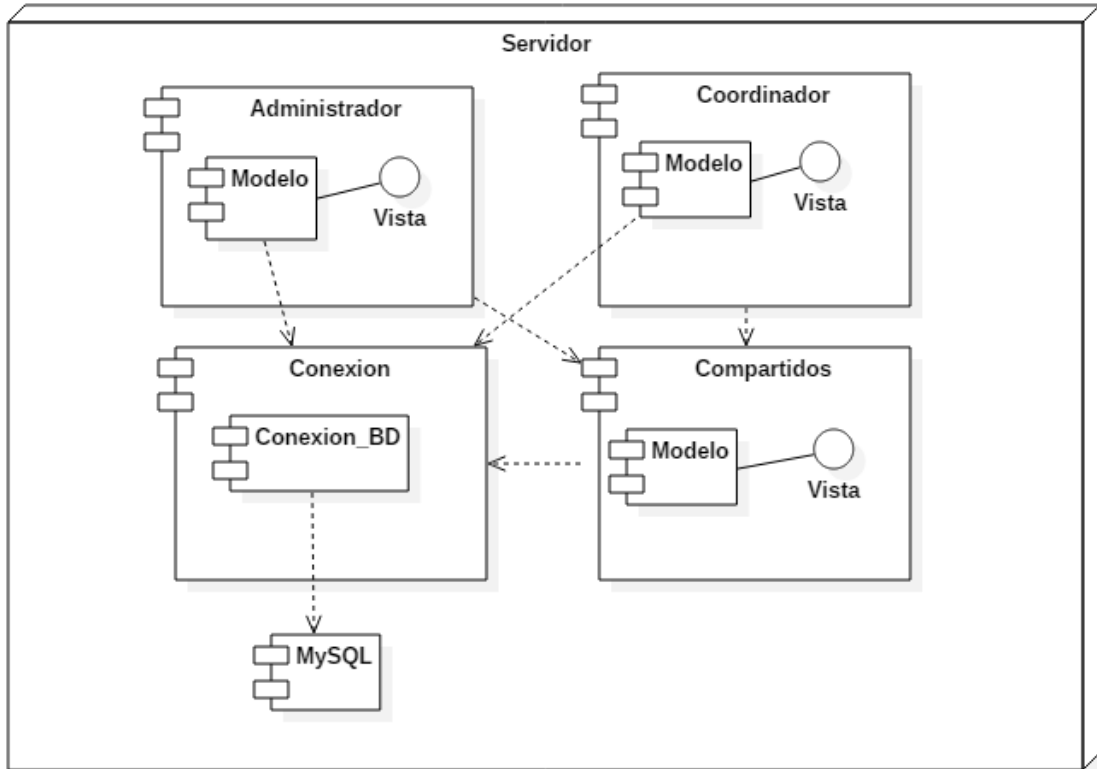 Servidor
Administrador
Modelo
Vista
Coordinador
Modelo
Vista
Conexion
Conexion_BD
Compartidos
Modelo
Vista
MySQL